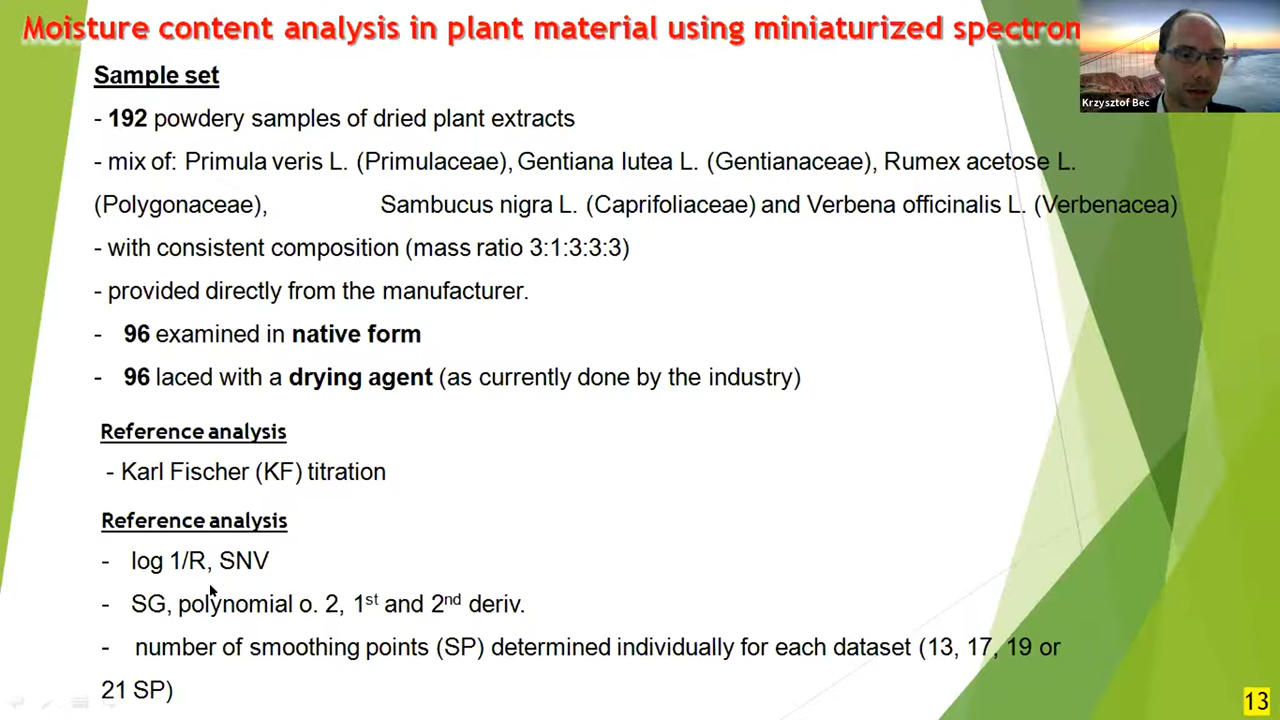 Moisture content analysis in plant material using miniaturized spectrom
Krzysztof Bec
Sample set
- 192 powdery samples of dried plant extracts
- mix of: Primula veris L. (Primulaceae), Gentiana lutea L. (Gentianaceae), Rumex acetose L.
(Polygonaceae), Sambucus nigra L. (Caprifoliaceae) and Verbena officinalis L. (Verbenacea)
- with consistent composition (mass ratio 3:1:3:3:3)
- provided directly from the manufacturer.
- 96 examined in native form
- 96 laced with a drying agent (as currently done by the industry)
Reference analysis
- Karl Fischer (KF) titration
Reference analysis
- log 1/R, SNV
- SG, polynomial o. 2, 1st and 2nd deriv.
- number of smoothing points (SP) determined individually for each dataset (13, 17, 19 or
21 SP)
13